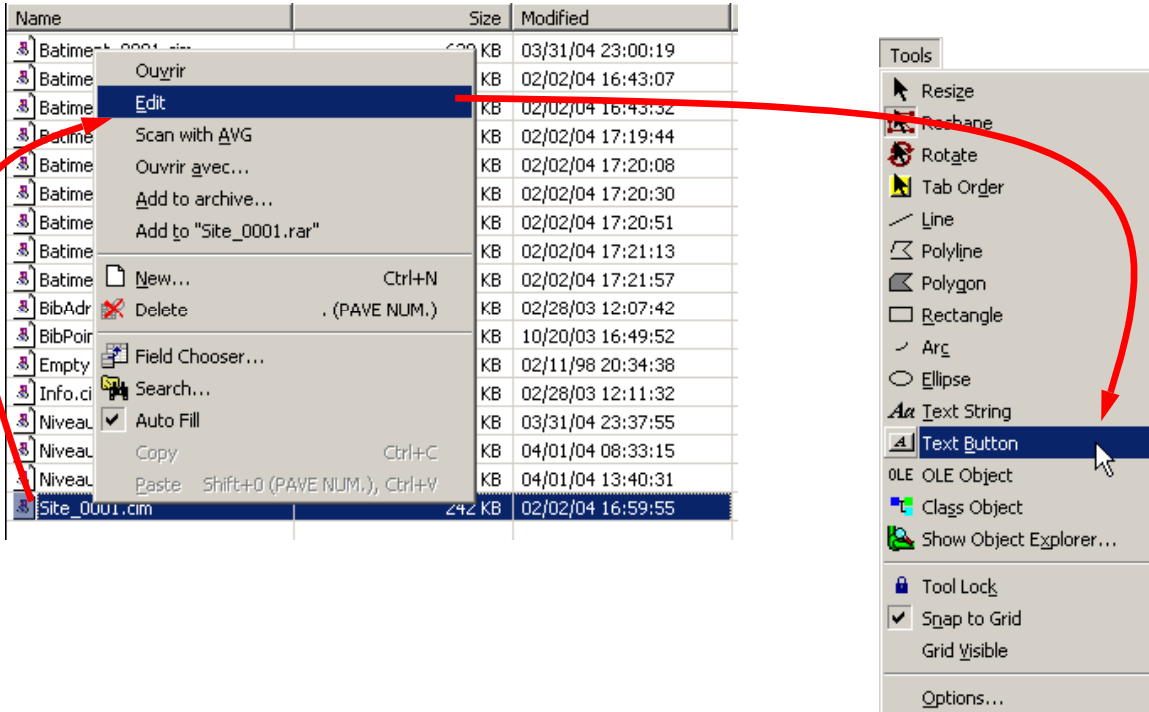 Name Size Modified
Batiment_0001.cim KB 03/31/04 23:00:19
Batime KB 02/02/04 16:43:07
Batime KB 02/02/04 16:43:32
Batime KB 02/02/04 17:19:44
Batime KB 02/02/04 17:20:08
Batime KB 02/02/04 17:20:30
Batime KB 02/02/04 17:20:51
Batime KB 02/02/04 17:21:13
Batime KB 02/02/04 17:21:57
BibAdr KB 02/28/03 12:07:42
BibPoin KB 10/20/03 16:49:52
Empty KB 02/11/98 20:34:38
Info.ci KB 02/28/03 12:11:32
Niveau KB 03/31/04 23:37:55
Niveau KB 04/01/04 08:33:15
Niveau KB 04/01/04 13:40:31
Site_0001.cim 242 KB 02/02/04 16:59:55
Ouvrir
Edit
Scan with AVG
Ouvrir avec...
Add to archive...
Add to "Site_0001.rar"
New... Ctrl+N
Delete . (PAVE NUM.)
Field Chooser...
Search...
Auto Fill
Copy Ctrl+C
Paste Shift+0 (PAVE NUM.), Ctrl+V
Tools
Resize
Reshape
Rotate
Tab Order
Line
Polyline
Polygon
Rectangle
Arc
Ellipse
Aa Text String
A Text Button
OLE OLE Object
Class Object
Show Object Explorer...
Tool Lock
Snap to Grid
Grid Visible
Options...